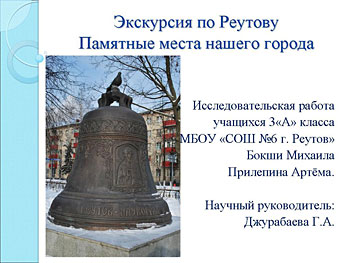 Экскурсия по Реутову
Памятные места нашего города
Исследовательская работа
учащихся 3«А» класса
МБОУ «СОШ №6 г. Реутов»
Бокши Михаила
Прилепина Артёма.
Научный руководитель:
Джурабаева Г.А.